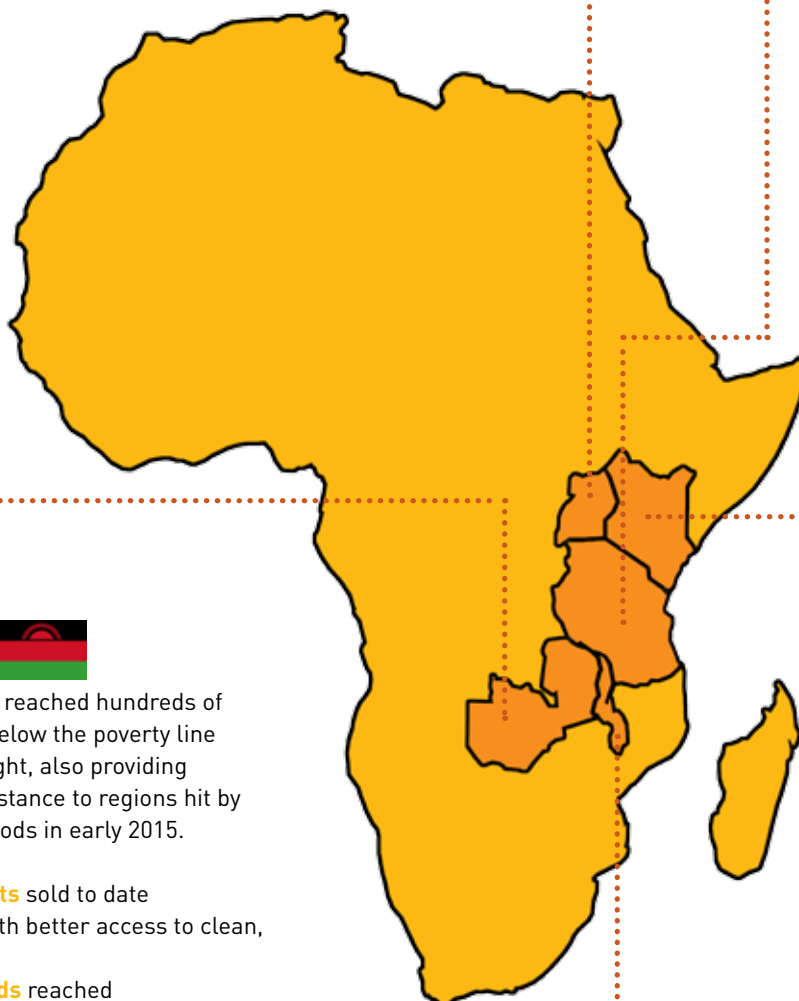 reached hundreds of
elow the poverty line
ght, also providing
stance to regions hit by
ods in early 2015.
ts sold to date
th better access to clean,
ds reached